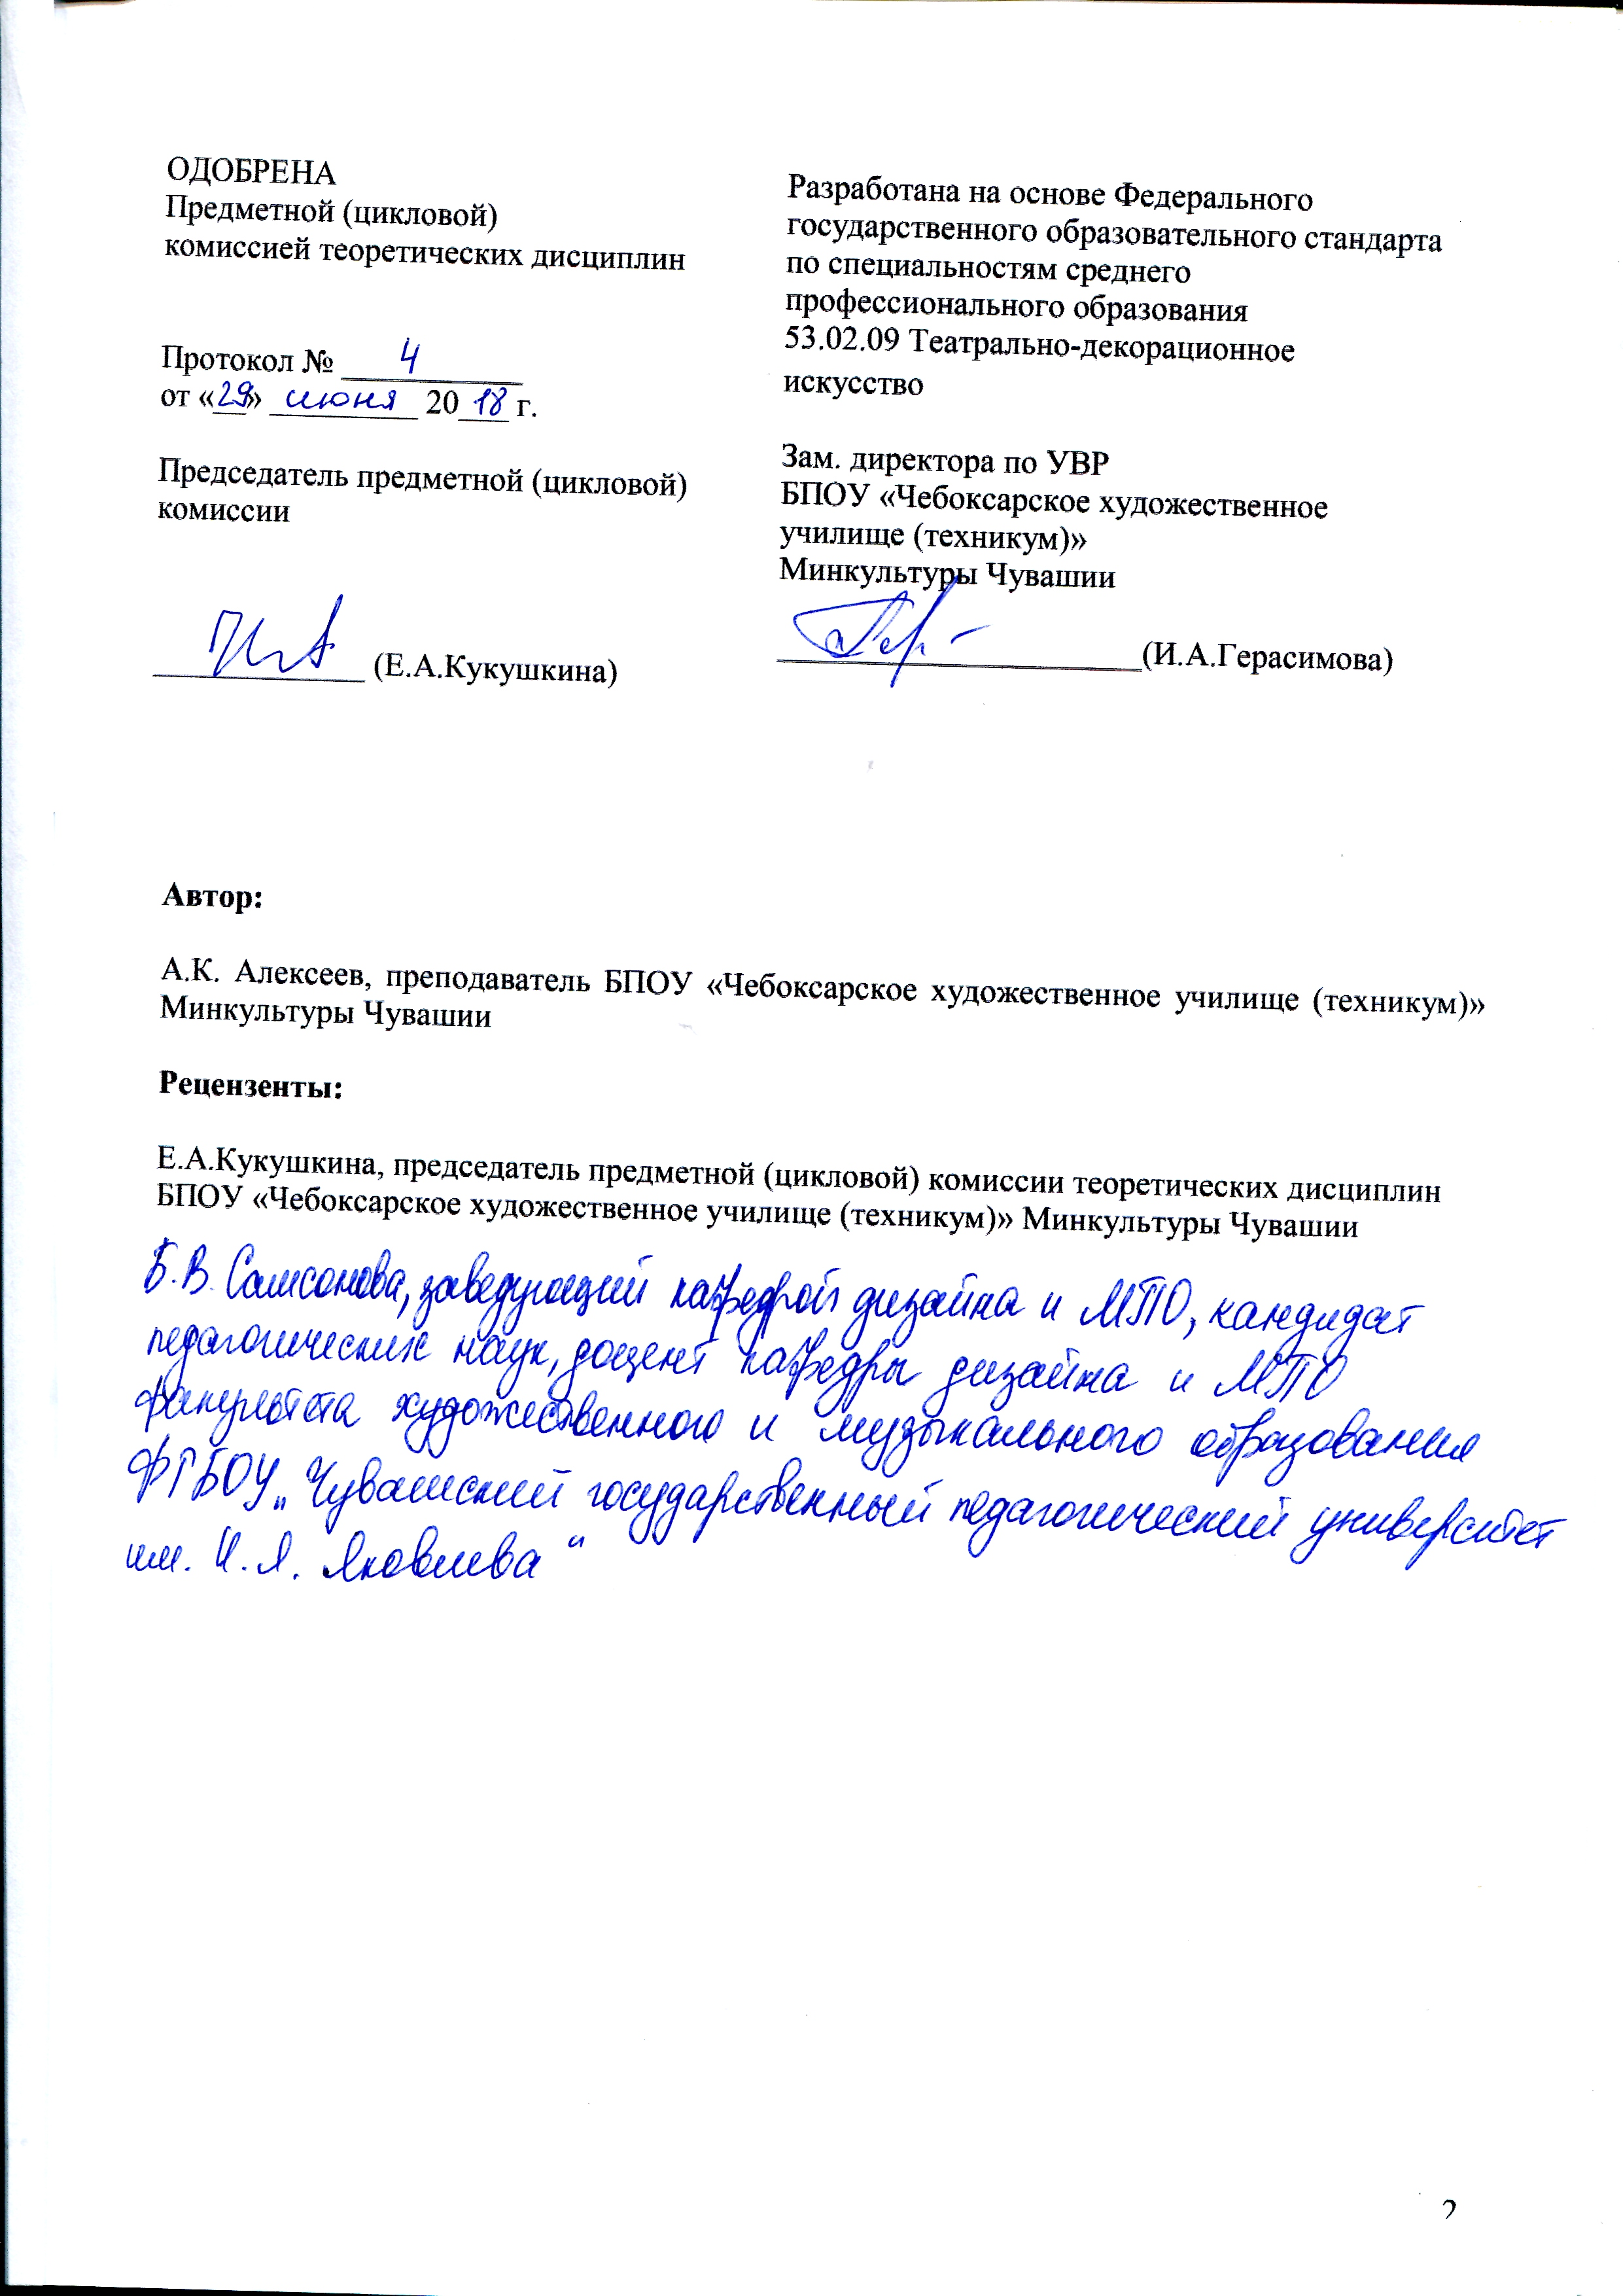 ОДОБРЕНА
Предметной (цикловой)
комиссией теоретических дисциплин
Протокол № 4
от «29» июня 2018 г.
Председатель предметной (цикловой)
комиссии
(Е.А.Кукушкина)
Разработана на основе Федерального
государственного образовательного стандарта
по специальностям среднего
профессионального образования
53.02.09 Театрально-декорационное
искусство
Зам. директора по УВР
БПОУ «Чебоксарское художественное
училище (техникум)»
Минкультуры Чувашии
(И.А.Герасимова)
Автор:
А.К. Алексеев, преподаватель БПОУ «Чебоксарское художественное училище (техникум)»
Минкультуры Чувашии
Рецензенты:
Е.А.Кукушкина, председатель предметной (цикловой) комиссии теоретических дисциплин
БПОУ «Чебоксарское художественное училище (техникум)» Минкультуры Чувашии
Б.В. Самсонова, заведующий кафедрой дизайна и МПО, кандидат
педагогических наук, доцент кафедры дизайна и МПО
факультета художественного и музыкального образования
ФГБОУ „Чувашский государственный педагогический университет
им. И.Я. Яковлева“
2